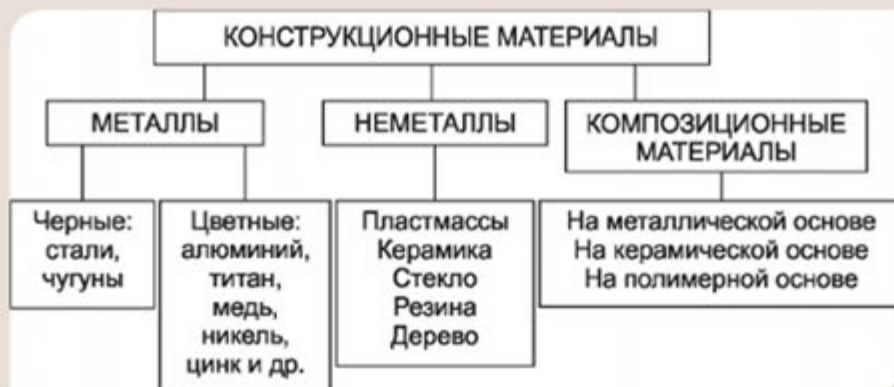 КОНСТРУКЦИОННЫЕ МАТЕРИАЛЫ
МЕТАЛЛЫ
НЕМЕТАЛЛЫ
КОМПОЗИЦИОННЫЕ
МАТЕРИАЛЫ
Черные:
стали,
чугуны
Цветные:
алюминий,
титан,
медь,
никель,
цинк и др.
Пластмассы
Керамика
Стекло
Резина
Дерево
На металлической основе
На керамической основе
На полимерной основе